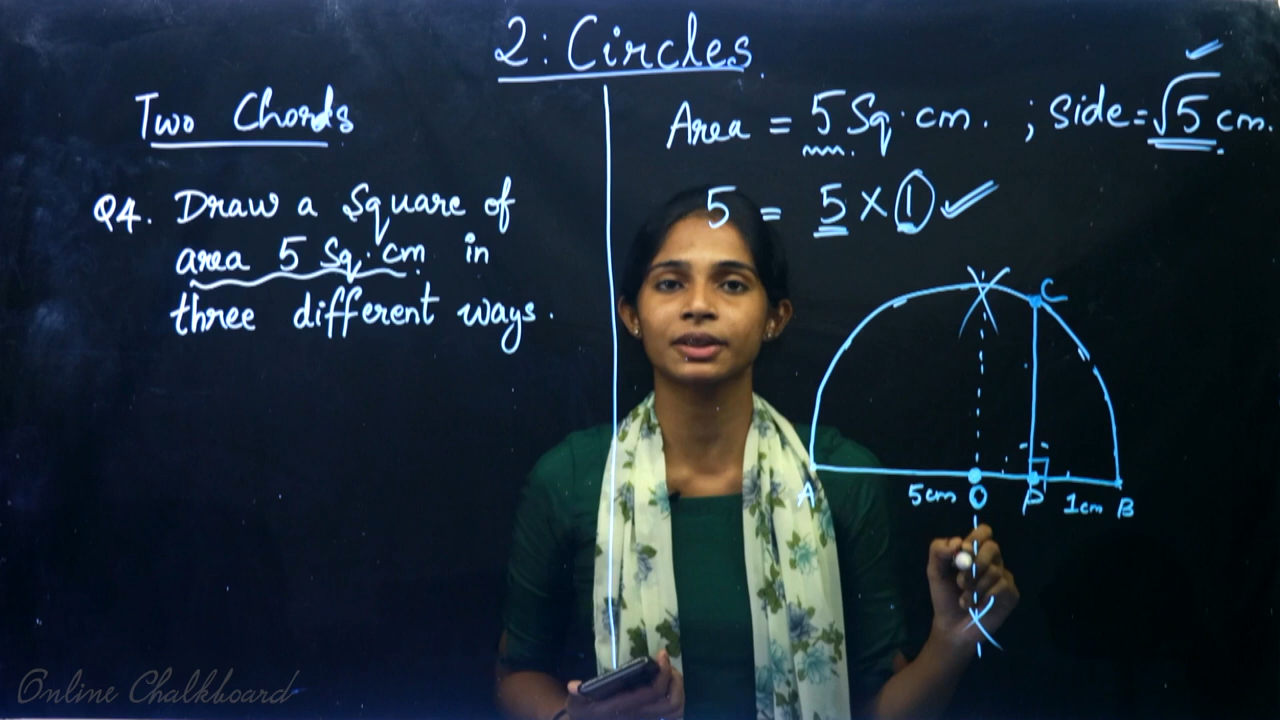 2: Circles.
Two Chords
Q4. Draw a Square of
area 5 Sq.cm in
three different ways.
Area = 5 Sq.cm. ; Side = √5 cm.
5 = 5 × 1 ✓
C
A 5cm O P 1cm B
Online Chalkboard